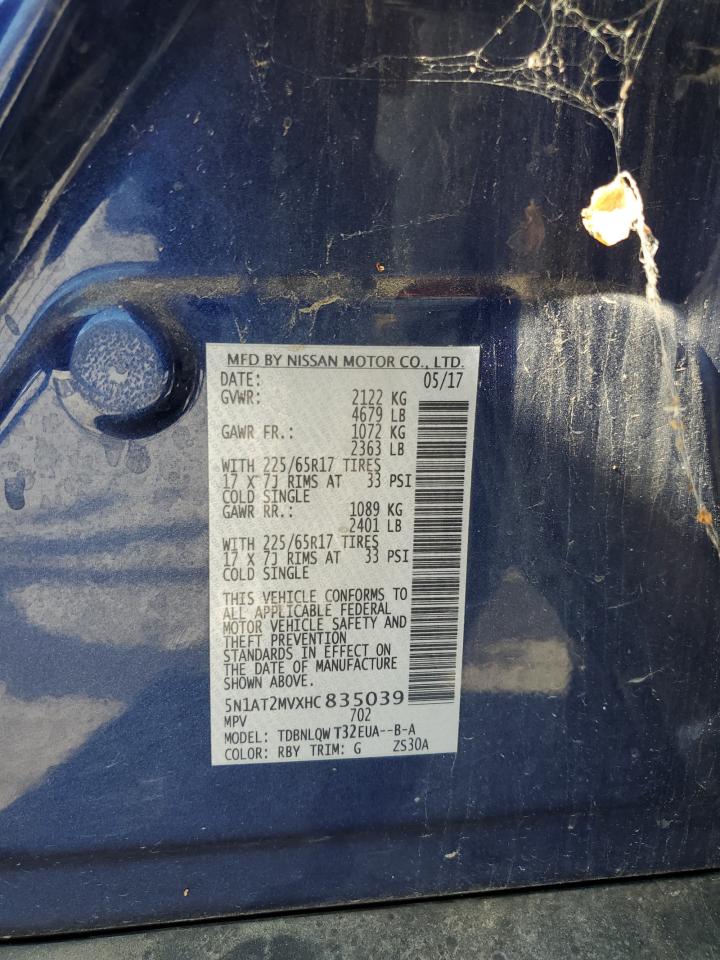 MFD BY NISSAN MOTOR CO., LTD.
DATE: 05/17
GVWR: 2122 KG
4679 LB
GAWR FR.: 1072 KG
2363 LB
WITH 225/65R17 TIRES
17 X 7J RIMS AT 33 PSI
COLD SINGLE
GAWR RR.: 1089 KG
2401 LB
WITH 225/65R17 TIRES
17 X 7J RIMS AT 33 PSI
COLD SINGLE
THIS VEHICLE CONFORMS TO
ALL APPLICABLE FEDERAL
MOTOR VEHICLE SAFETY AND
THEFT PREVENTION
STANDARDS IN EFFECT ON
THE DATE OF MANUFACTURE
SHOWN ABOVE.
5N1AT2MVXHC835039
MPV 702
MODEL: TDBNLQW T32EUA--B-A
COLOR: RBY TRIM: G ZS30A